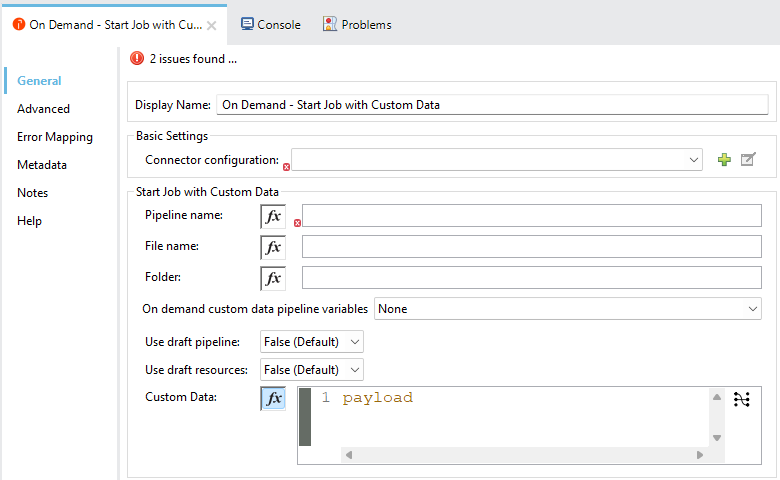 On Demand - Start Job with Cu...
Console
Problems
2 issues found ...
General
Advanced
Error Mapping
Metadata
Notes
Help
Display Name: On Demand - Start Job with Custom Data
Basic Settings
Connector configuration:
Start Job with Custom Data
Pipeline name: fx
File name: fx
Folder: fx
On demand custom data pipeline variables None
Use draft pipeline: False (Default)
Use draft resources: False (Default)
Custom Data: fx 1 payload